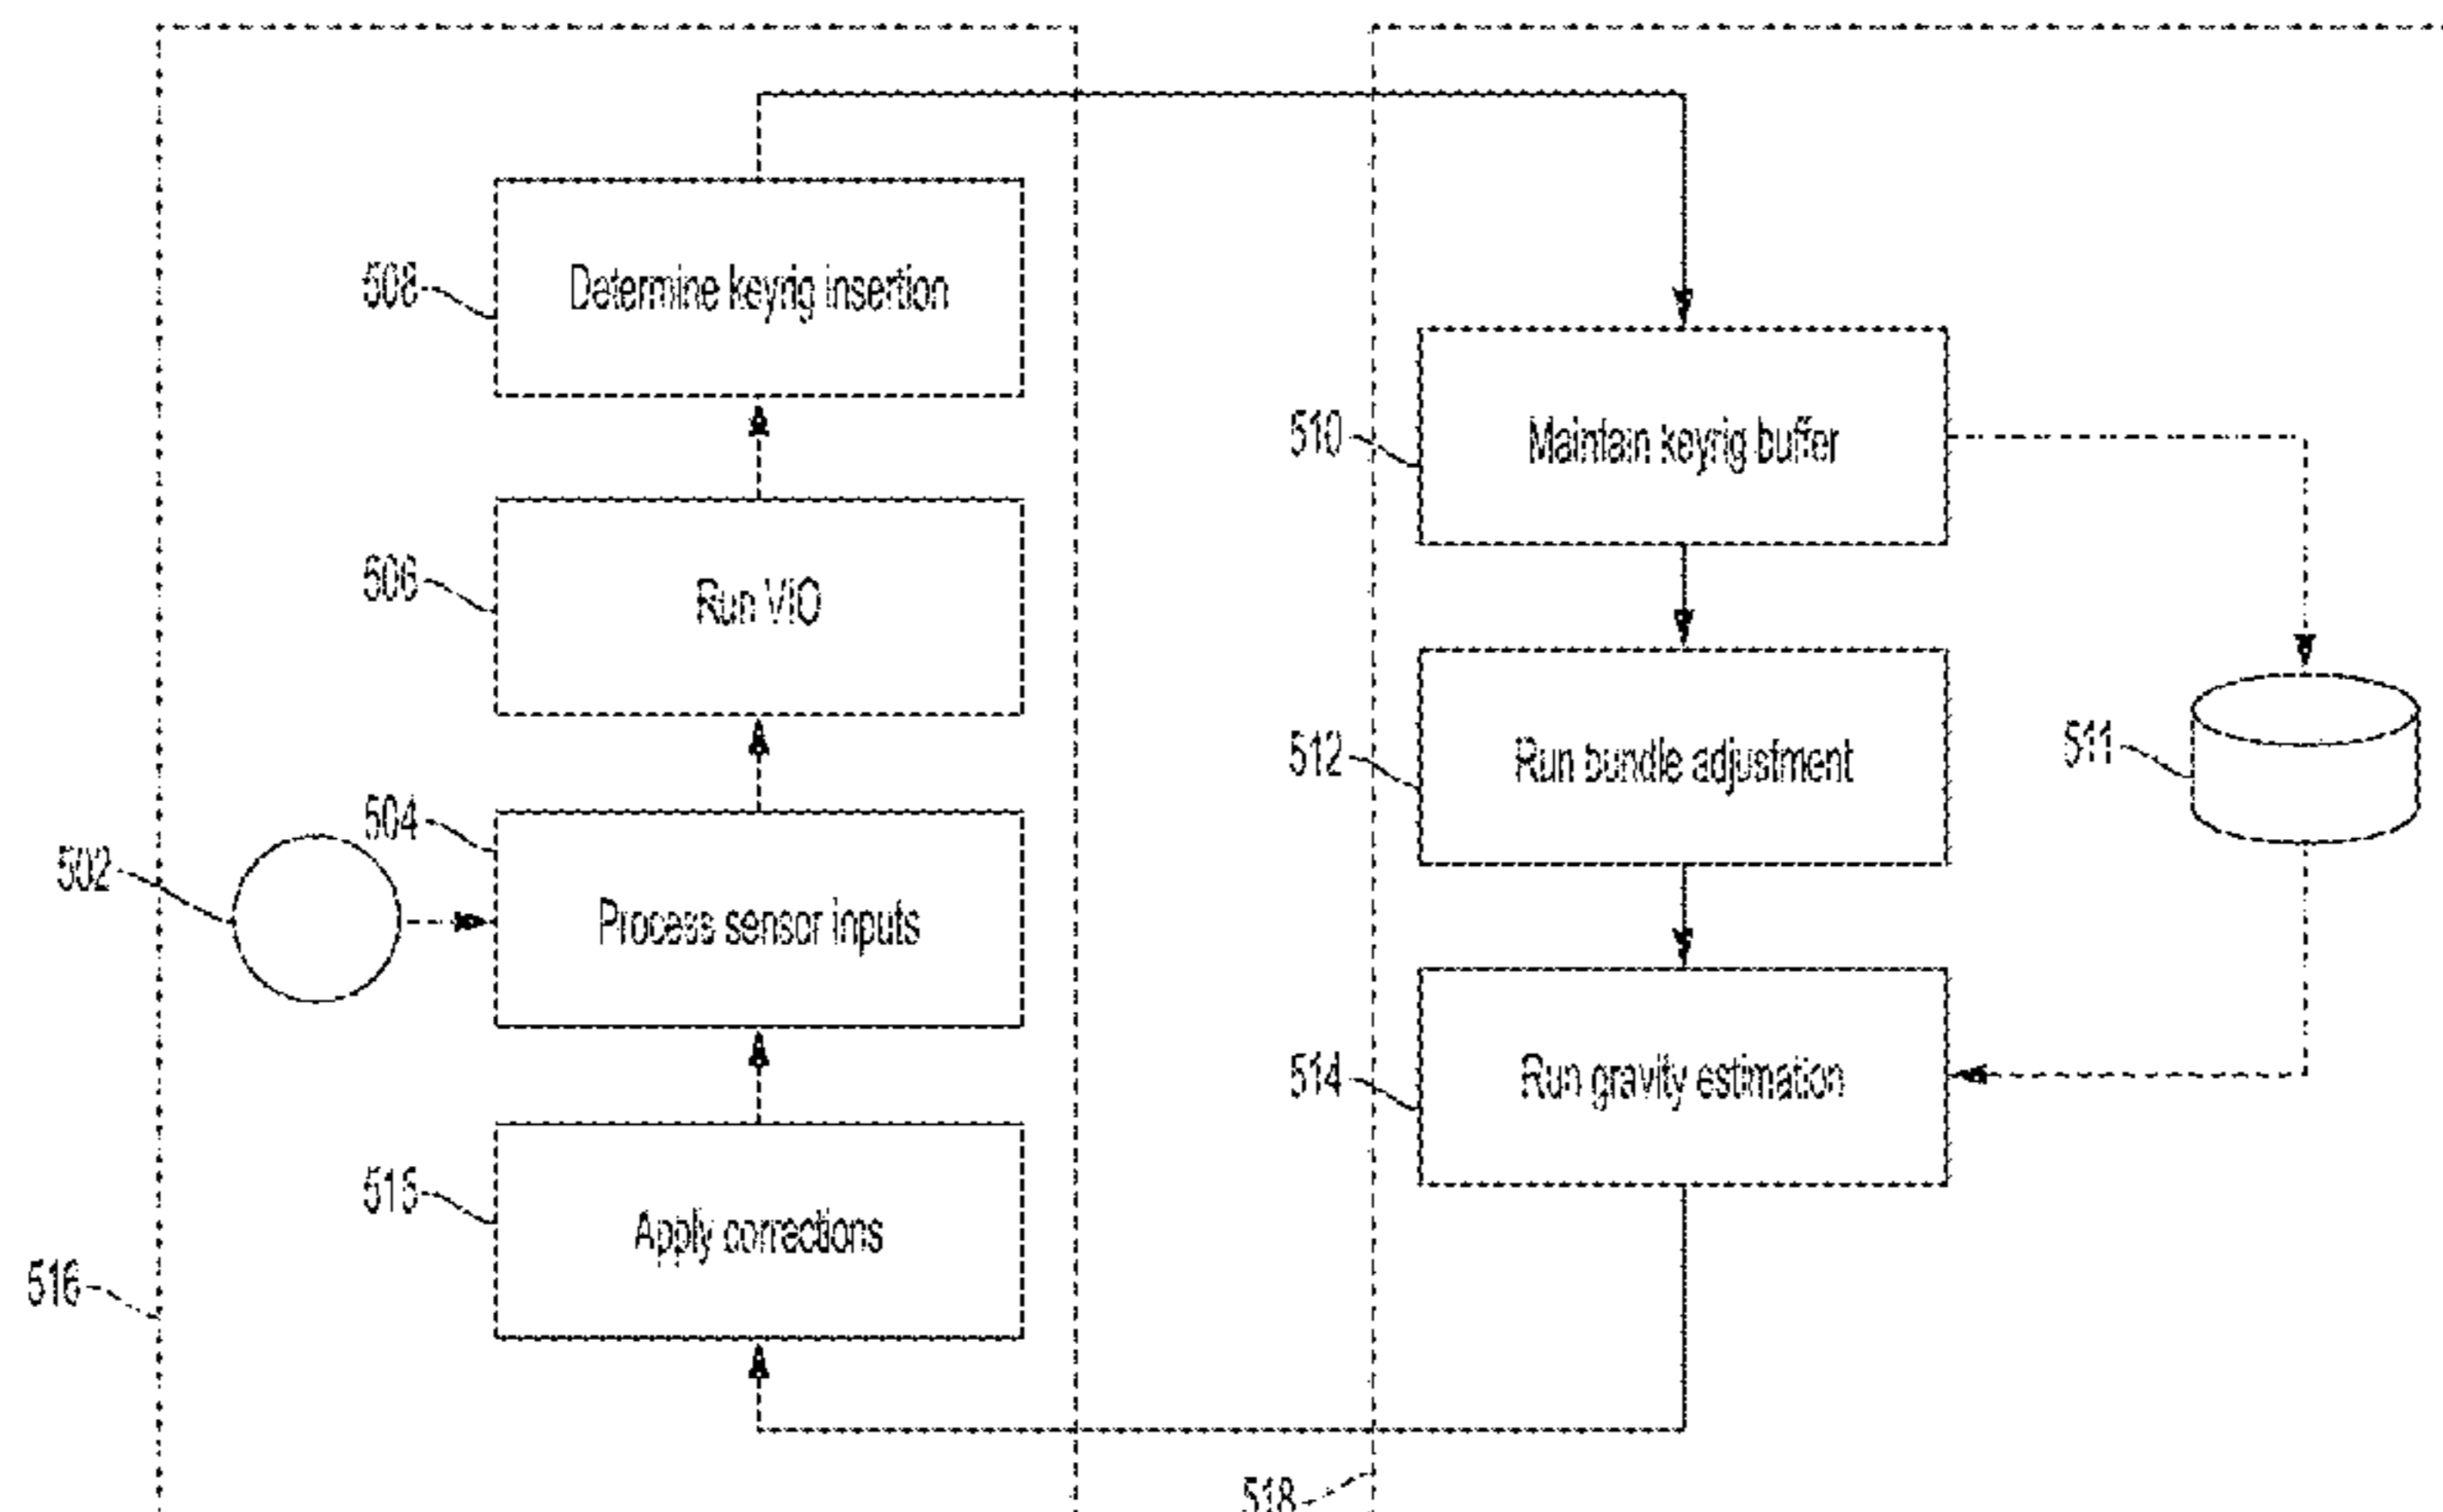 508
Determine keyrig insertion
510
Maintain keyrig buffer
506
Run VIO
512
Run bundle adjustment
511
504
502
Process sensor inputs
514
Run gravity estimation
515
Apply corrections
516
518